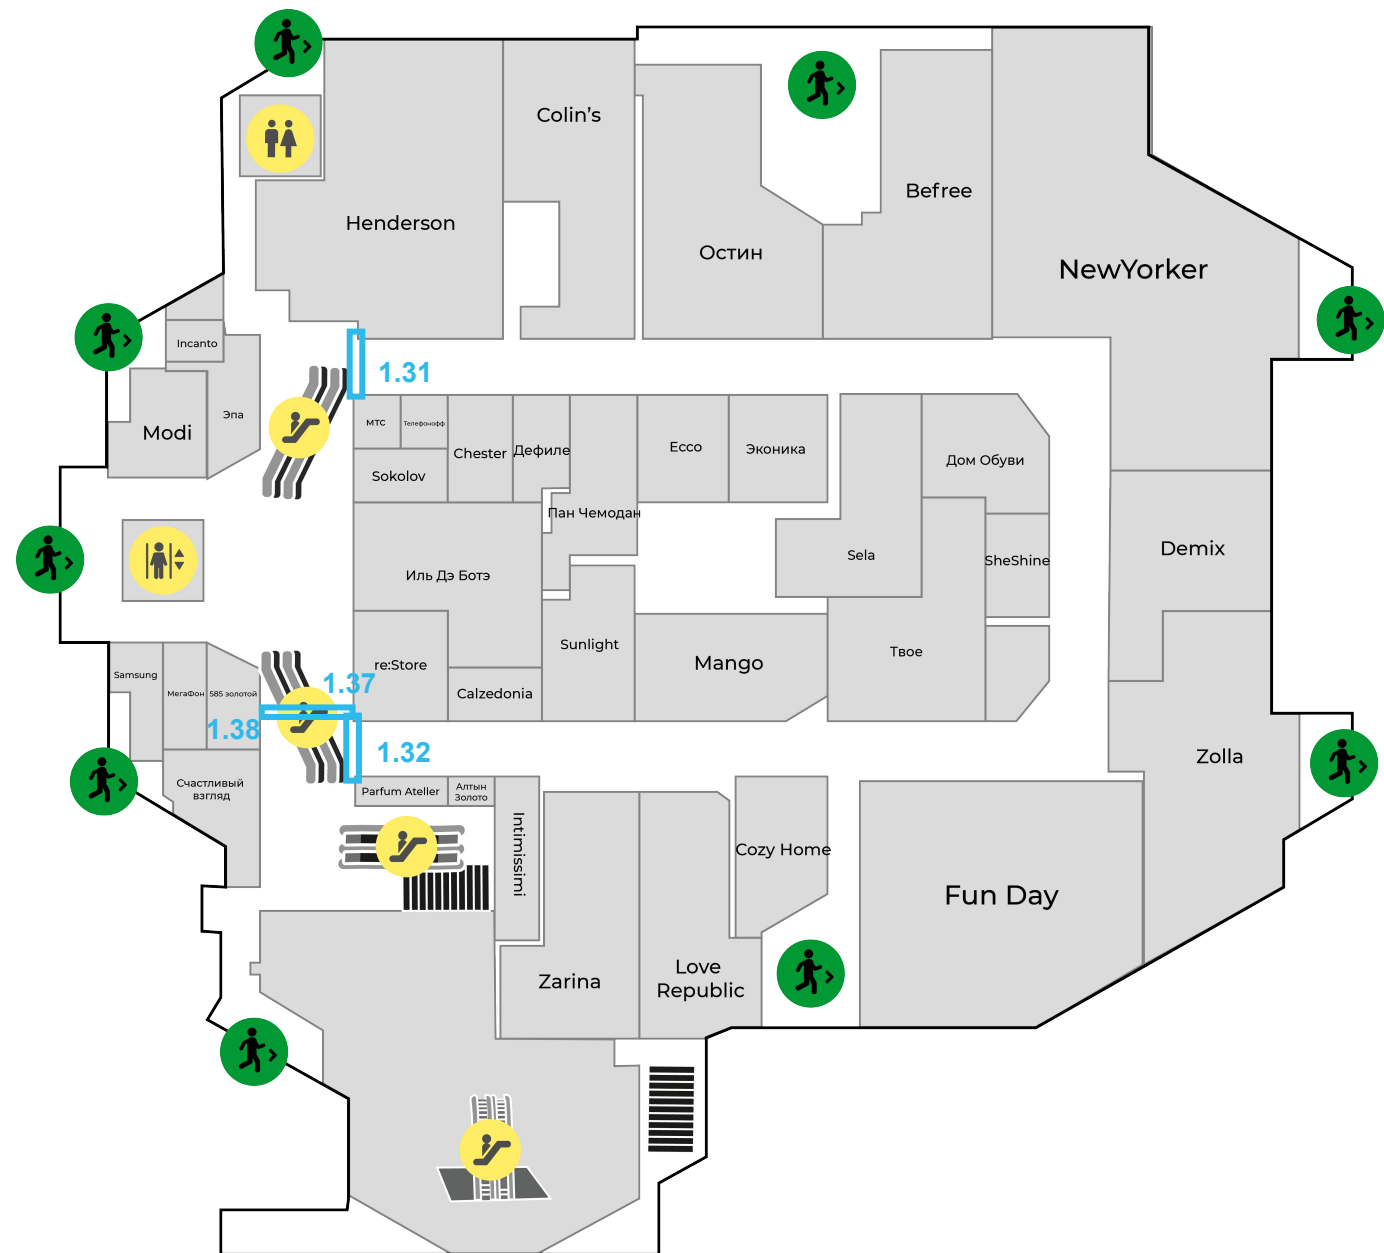 Colin's
Befree
Henderson
Остин
NewYorker
Incanto
1.31
Эпа
Modi
МТС
Телефонофф
Chester
Дефиле
Ecco
Эконика
Дом Обуви
Sokolov
Пан Чемодан
Demix
Sela
SheShine
Иль Дэ Ботэ
Sunlight
Твое
Mango
re:Store
Samsung
МегаФон
585 золотой
1.37
Calzedonia
1.38
1.32
Zolla
Счастливый
взгляд
Parfum Ateller
Алтын
Золото
Intimissimi
Cozy Home
Fun Day
Zarina
Love
Republic